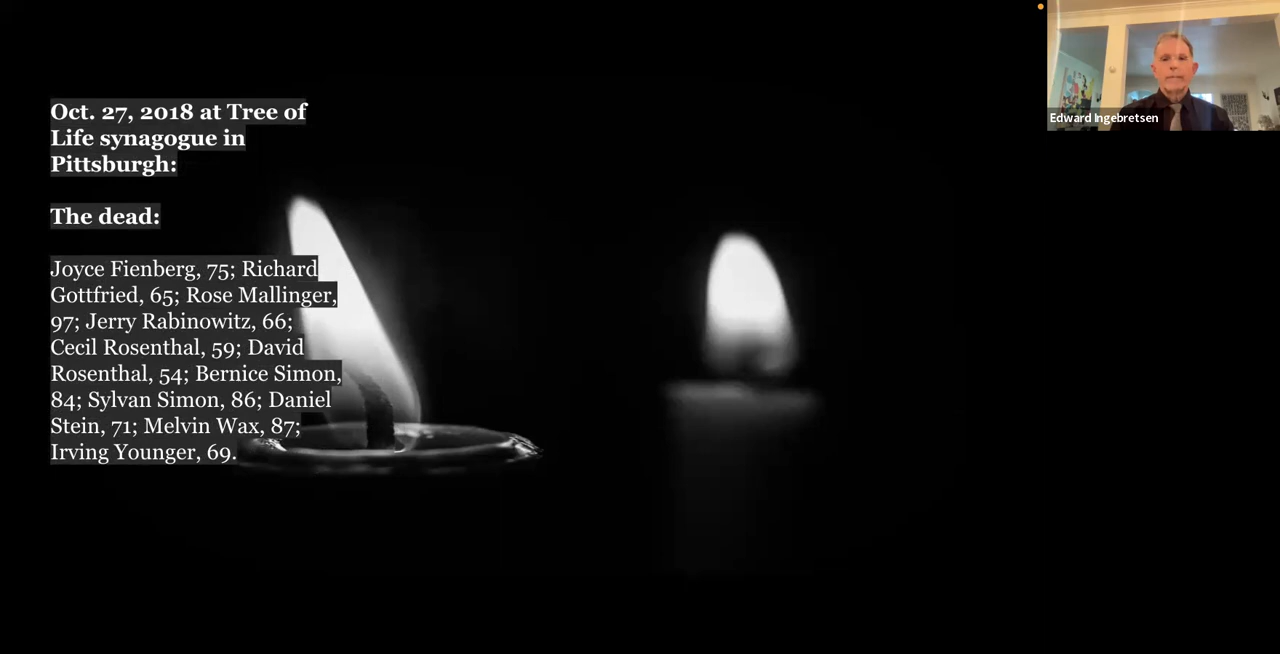 Oct. 27, 2018 at Tree of
Life synagogue in
Pittsburgh:
The dead:
Joyce Fienberg, 75; Richard
Gottfried, 65; Rose Mallinger,
97; Jerry Rabinowitz, 66;
Cecil Rosenthal, 59; David
Rosenthal, 54; Bernice Simon,
84; Sylvan Simon, 86; Daniel
Stein, 71; Melvin Wax, 87;
Irving Younger, 69.
Edward Ingebretsen